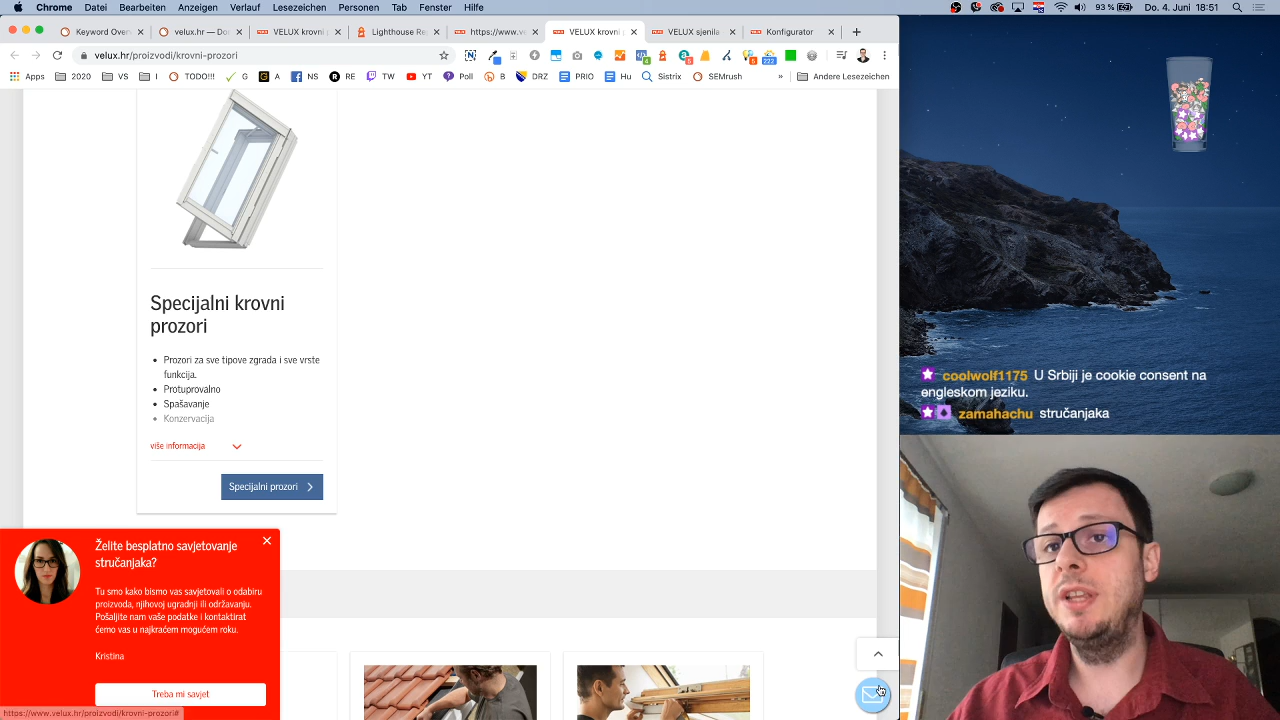 Chrome Datei Bearbeiten Anzeigen Verlauf Lesezeichen Personen Tab Fenster Hilfe
93 % Do. 4. Juni 18:51
Keyword Over
velux.hr — Do
VELUX krovni p
Lighthouse Re
https://www.ve
VELUX krovni p
VELUX sjenila
Konfigurator
velux.hr/proizvodi/krovni-prozori
4
5
5
222
Apps 2020 VS I TODO!!! G A NS RE TW YT Poll B DRZ PRIO Hu Sistrix SEMrush » Andere Lesezeichen
Specijalni krovni
prozori
Prozori za sve tipove zgrada i sve vrste
funkcija.
Protuprovalno
Spašavanje
Konzervacija
više informacija
Specijalni prozori
Želite besplatno savjetovanje
stručanjaka?
Tu smo kako bismo vas savjetovali o odabiru
proizvoda, njihovoj ugradnji ili održavanju.
Pošaljite nam vaše podatke i kontaktirat
ćemo vas u najkraćem mogućem roku.
Kristina
Treba mi savjet
https://www.velux.hr/proizvodi/krovni-prozori#
coolwolf1175 U Srbiji je cookie consent na
engleskom jeziku.
zamahachu stručanjaka